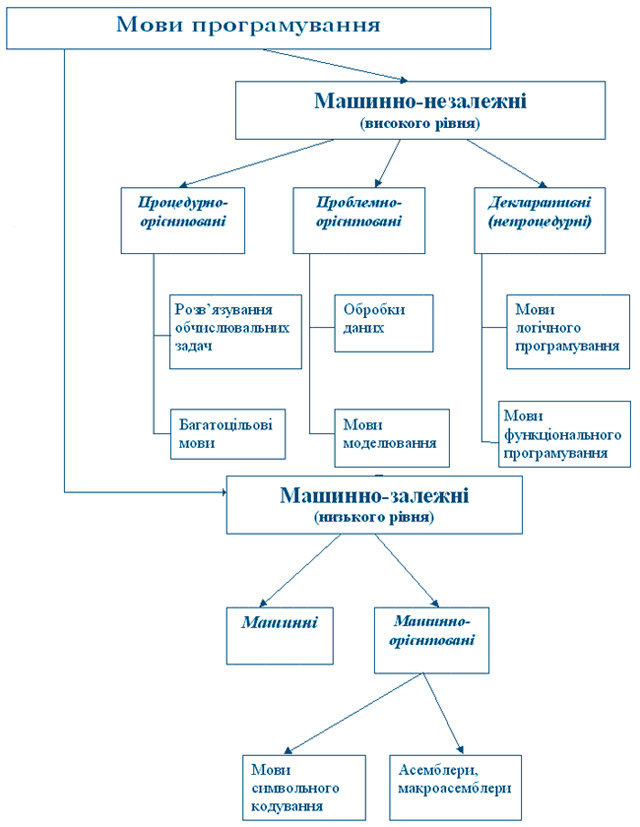 Мови програмування
Машинно-незалежні
(високого рівня)
Процедурно-
орієнтовані
Проблемно-
орієнтовані
Декларативні
(непроцедурні)
Розв’язування
обчислювальних
задач
Обробки
даних
Мови
логічного
програмування
Багатоцільові
мови
Мови
моделювання
Мови
функціонального
програмування
Машинно-залежні
(низького рівня)
Машинні
Машинно-
орієнтовані
Мови
символьного
кодування
Асемблери,
макроасемблери